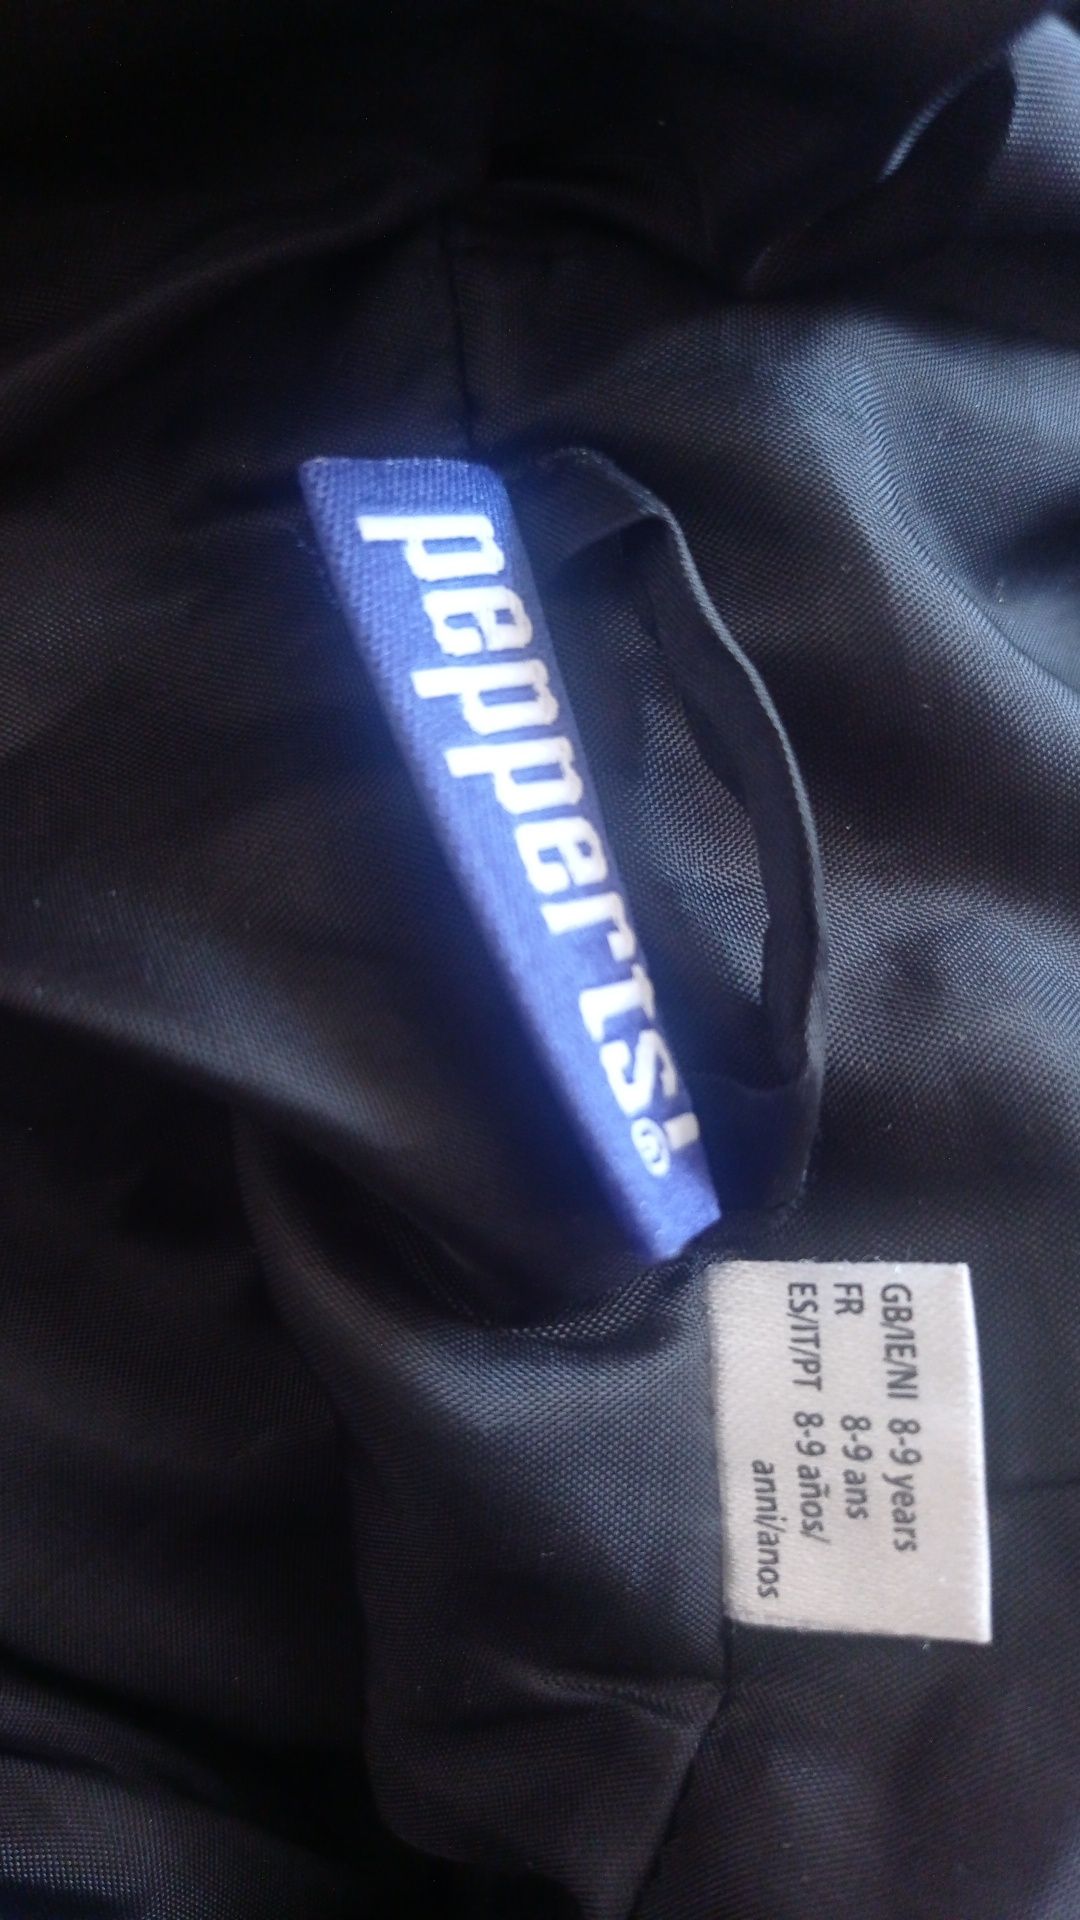 pepperts!®
GB/IE/NI 8-9 years
FR 8-9 ans
ES/IT/PT 8-9 años/
anni/anos